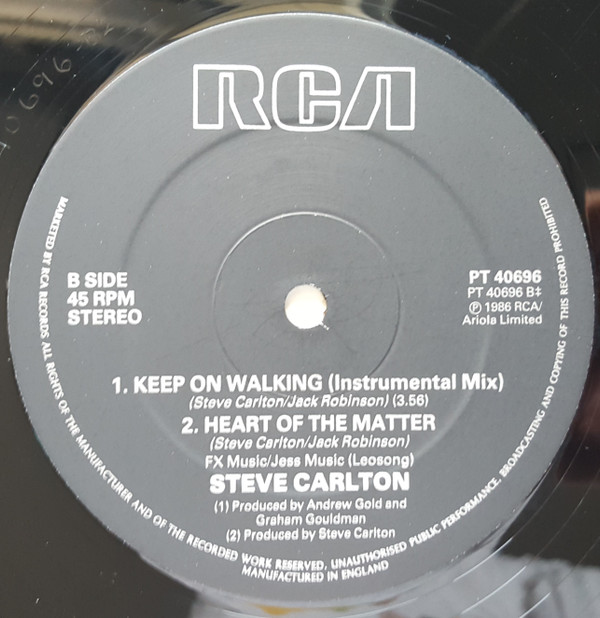 RCA
B SIDE
45 RPM
STEREO
PT 40696
PT 40696 B‡
Ⓟ 1986 RCA/
Ariola Limited
1. KEEP ON WALKING (Instrumental Mix)
(Steve Carlton/Jack Robinson) (3.56)
2. HEART OF THE MATTER
(Steve Carlton/Jack Robinson)
FX Music/Jess Music (Leosong)
STEVE CARLTON
(1) Produced by Andrew Gold and
Graham Gouldman
(2) Produced by Steve Carlton
MARKETED BY RCA RECORDS ALL RIGHTS OF THE MANUFACTURER AND OF THE RECORDED WORK RESERVED, UNAUTHORISED PUBLIC PERFORMANCE, BROADCASTING AND COPYING OF THIS RECORD PROHIBITED
MANUFACTURED IN ENGLAND